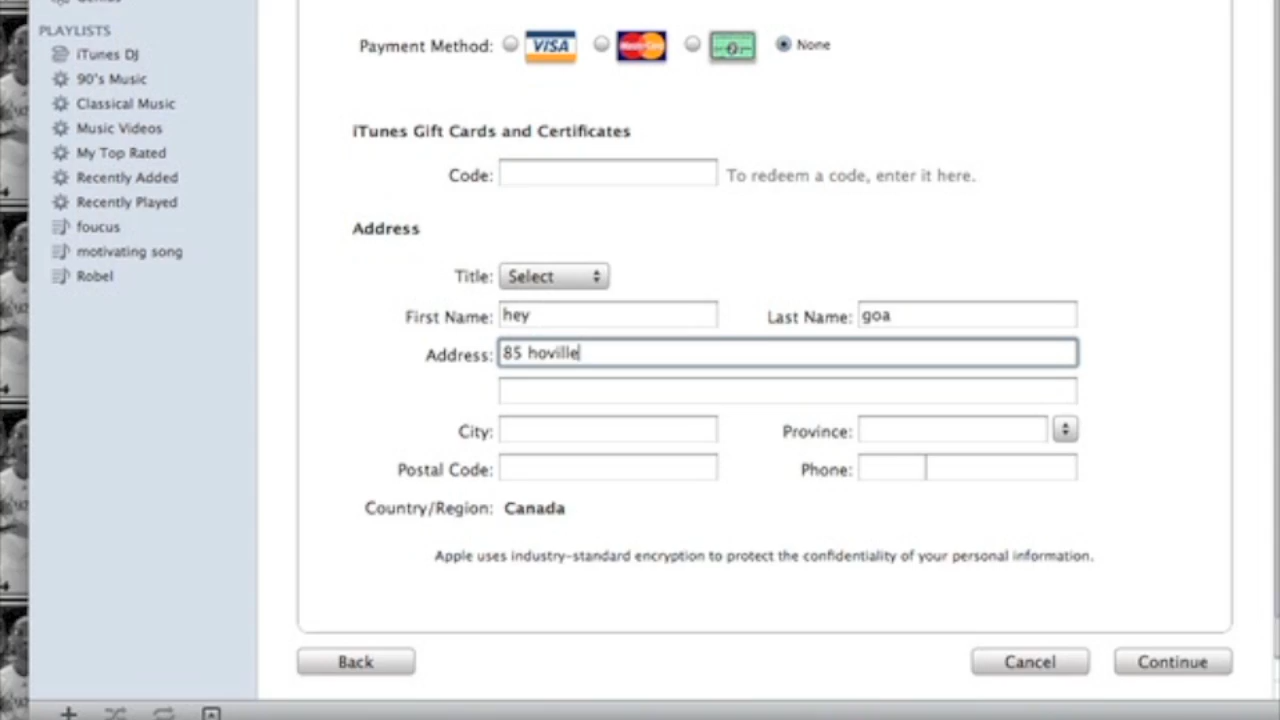 PLAYLISTS
iTunes DJ
90's Music
Classical Music
Music Videos
My Top Rated
Recently Added
Recently Played
foucus
motivating song
Robel
Payment Method: VISA MasterCard None
iTunes Gift Cards and Certificates
Code: To redeem a code, enter it here.
Address
Title: Select
First Name: hey Last Name: goa
Address: 85 hoville
City: Province:
Postal Code: Phone:
Country/Region: Canada
Apple uses industry-standard encryption to protect the confidentiality of your personal information.
Back Cancel Continue